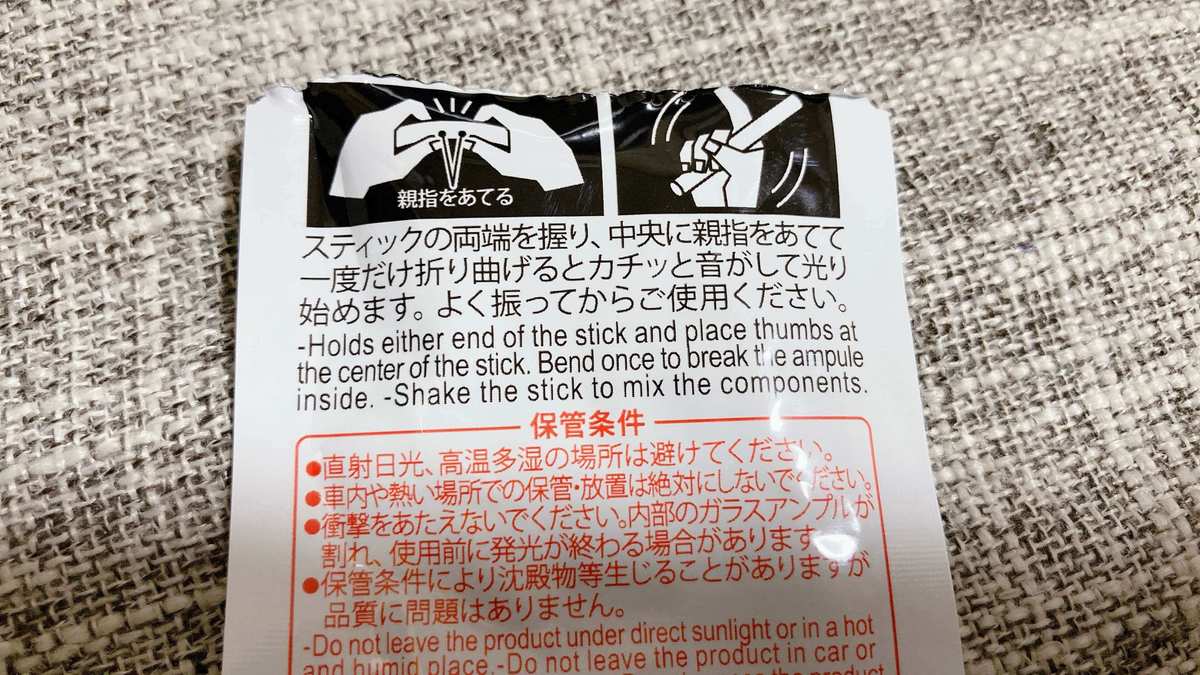 親指をあてる
スティックの両端を握り、中央に親指をあてて
一度だけ折り曲げるとカチッと音がして光り
始めます。よく振ってからご使用ください。
-Holds either end of the stick and place thumbs at
the center of the stick. Bend once to break the ampule
inside. -Shake the stick to mix the components.
保管条件
●直射日光、高温多湿の場所は避けてください。
●車内や熱い場所での保管・放置は絶対にしないでください。
●衝撃をあたえないでください。内部のガラスアンプルが
割れ、使用前に発光が終わる場合があります。
●保管条件により沈殿物等生じることがありますが
品質に問題はありません。
-Do not leave the product under direct sunlight or in a hot
and humid place. -Do not leave the product in car or
the product